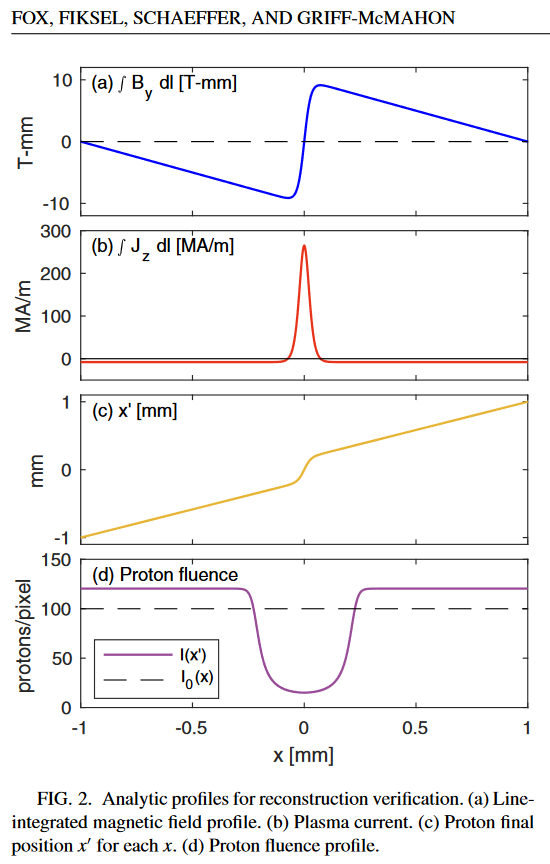 FOX, FIKSEL, SCHAEFFER, AND GRIFF-McMAHON
(a) ∫ B_y dl [T-mm]
T-mm
10
0
-10
(b) ∫ J_z dl [MA/m]
MA/m
300
200
100
0
(c) x' [mm]
mm
1
0
-1
(d) Proton fluence
protons/pixel
150
100
50
0
I(x')
I_0(x)
-1
-0.5
0
0.5
1
x [mm]
FIG. 2. Analytic profiles for reconstruction verification. (a) Line-
integrated magnetic field profile. (b) Plasma current. (c) Proton final
position x′ for each x. (d) Proton fluence profile.